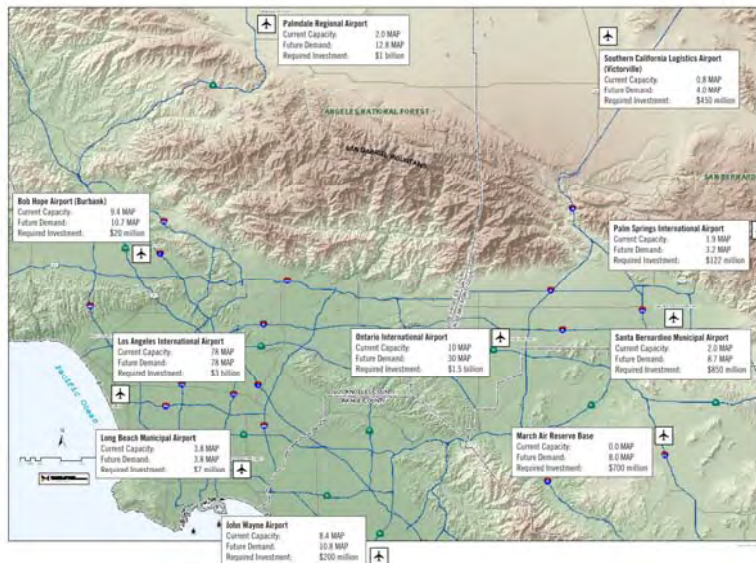 Palmdale Regional Airport
Current Capacity: 2.0 MAP
Future Demand: 12.8 MAP
Required Investment: $1 billion
Southern California Logistics Airport
(Victorville)
Current Capacity: 0.8 MAP
Future Demand: 4.0 MAP
Required Investment: $450 million
ANGELES NATIONAL FOREST
SAN GABRIEL MOUNTAINS
SAN BERNARD
Bob Hope Airport (Burbank)
Current Capacity: 9.4 MAP
Future Demand: 10.7 MAP
Required Investment: $20 million
Palm Springs International Airport
Current Capacity: 1.9 MAP
Future Demand: 3.2 MAP
Required Investment: $122 million
Los Angeles International Airport
Current Capacity: 78 MAP
Future Demand: 78 MAP
Required Investment: $3 billion
Ontario International Airport
Current Capacity: 10 MAP
Future Demand: 30 MAP
Required Investment: $1.5 billion
Santa Bernardino Municipal Airport
Current Capacity: 2.0 MAP
Future Demand: 8.7 MAP
Required Investment: $850 million
Pacific Ocean
LOS ANGELES COUNTY
ORANGE COUNTY
Long Beach Municipal Airport
Current Capacity: 3.8 MAP
Future Demand: 3.8 MAP
Required Investment: $7 million
March Air Reserve Base
Current Capacity: 0.0 MAP
Future Demand: 8.0 MAP
Required Investment: $700 million
John Wayne Airport
Current Capacity: 8.4 MAP
Future Demand: 10.8 MAP
Required Investment: $200 million